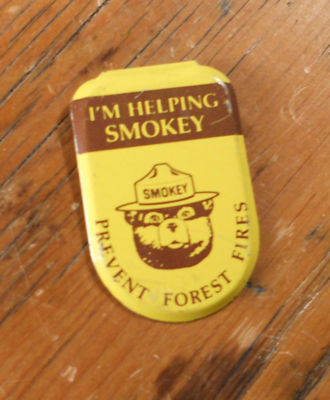 I'M HELPING
SMOKEY
SMOKEY
PREVENT FOREST FIRES